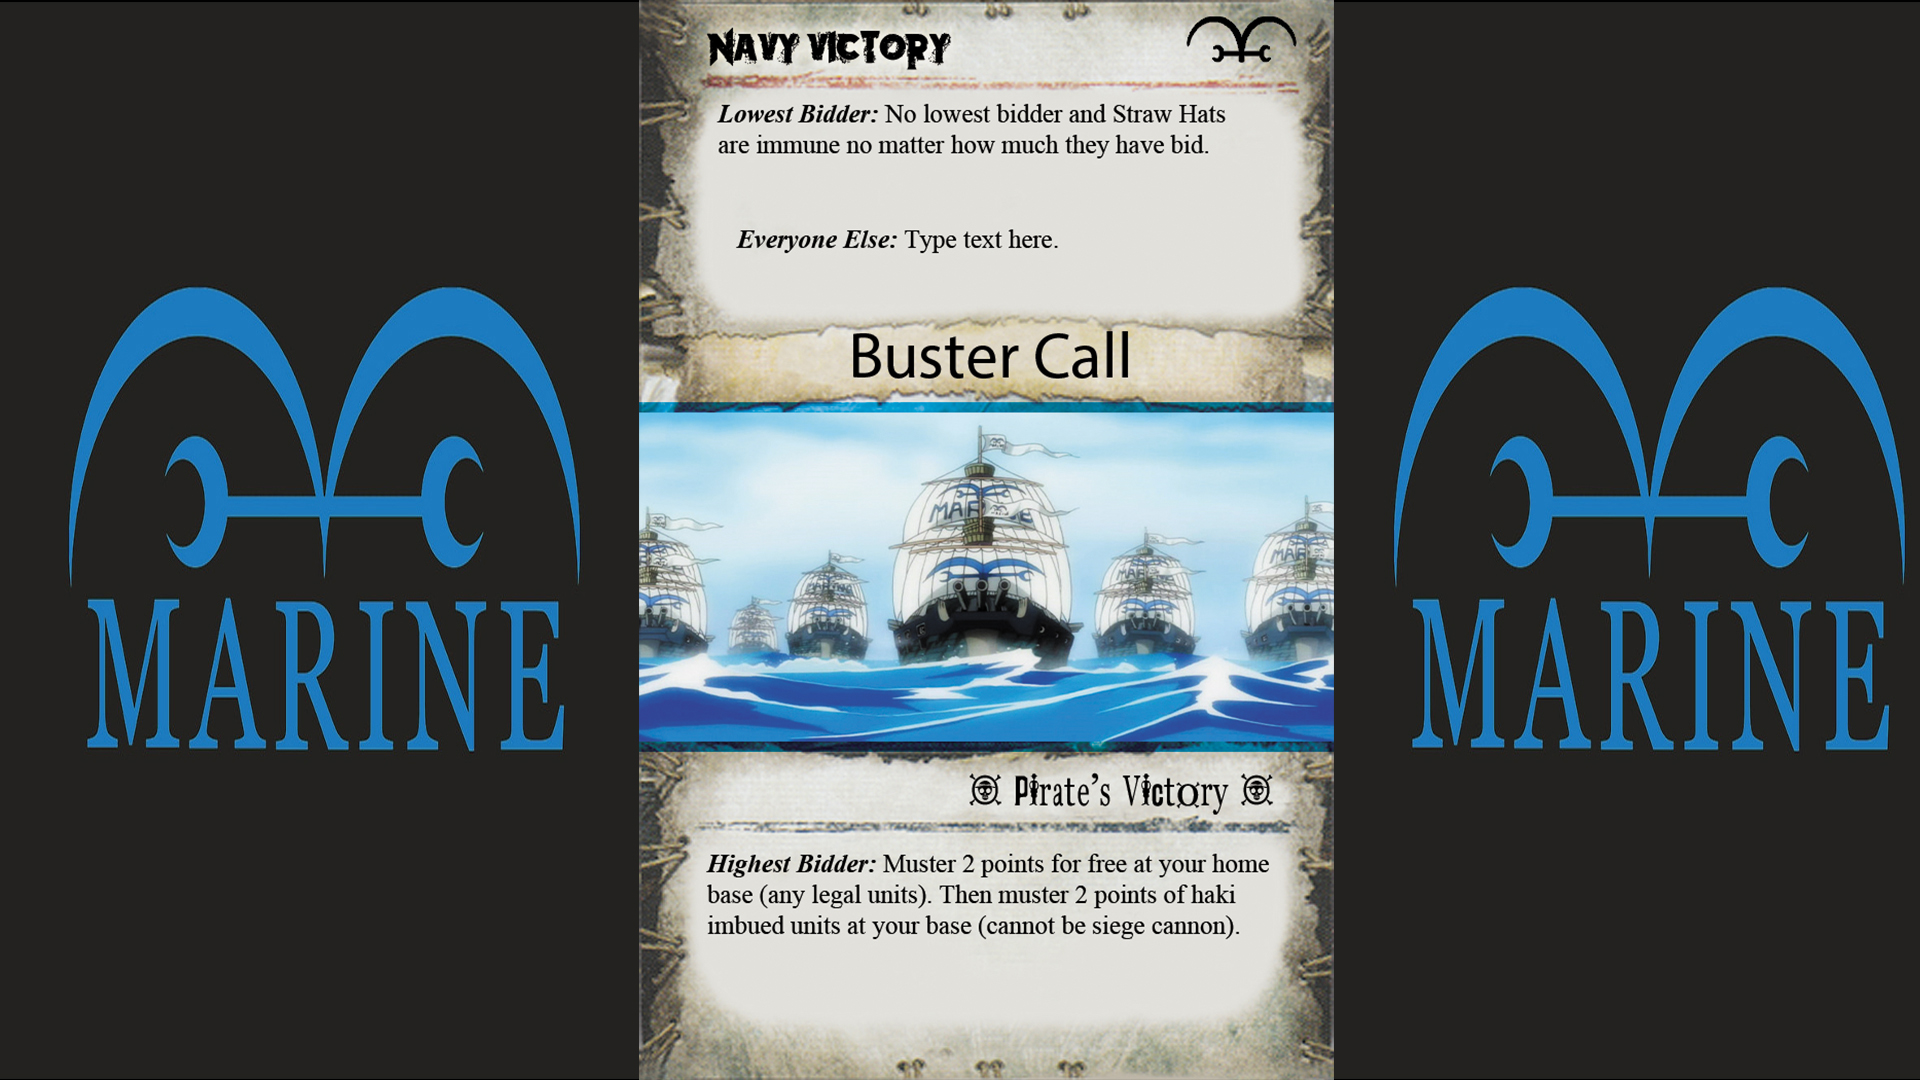 NAVY VICTORY
Lowest Bidder: No lowest bidder and Straw Hats
are immune no matter how much they have bid.
Everyone Else: Type text here.
Buster Call
MARINE
MARINE
MARINE
Pirate's Victory
Highest Bidder: Muster 2 points for free at your home
base (any legal units). Then muster 2 points of haki
imbued units at your base (cannot be siege cannon).